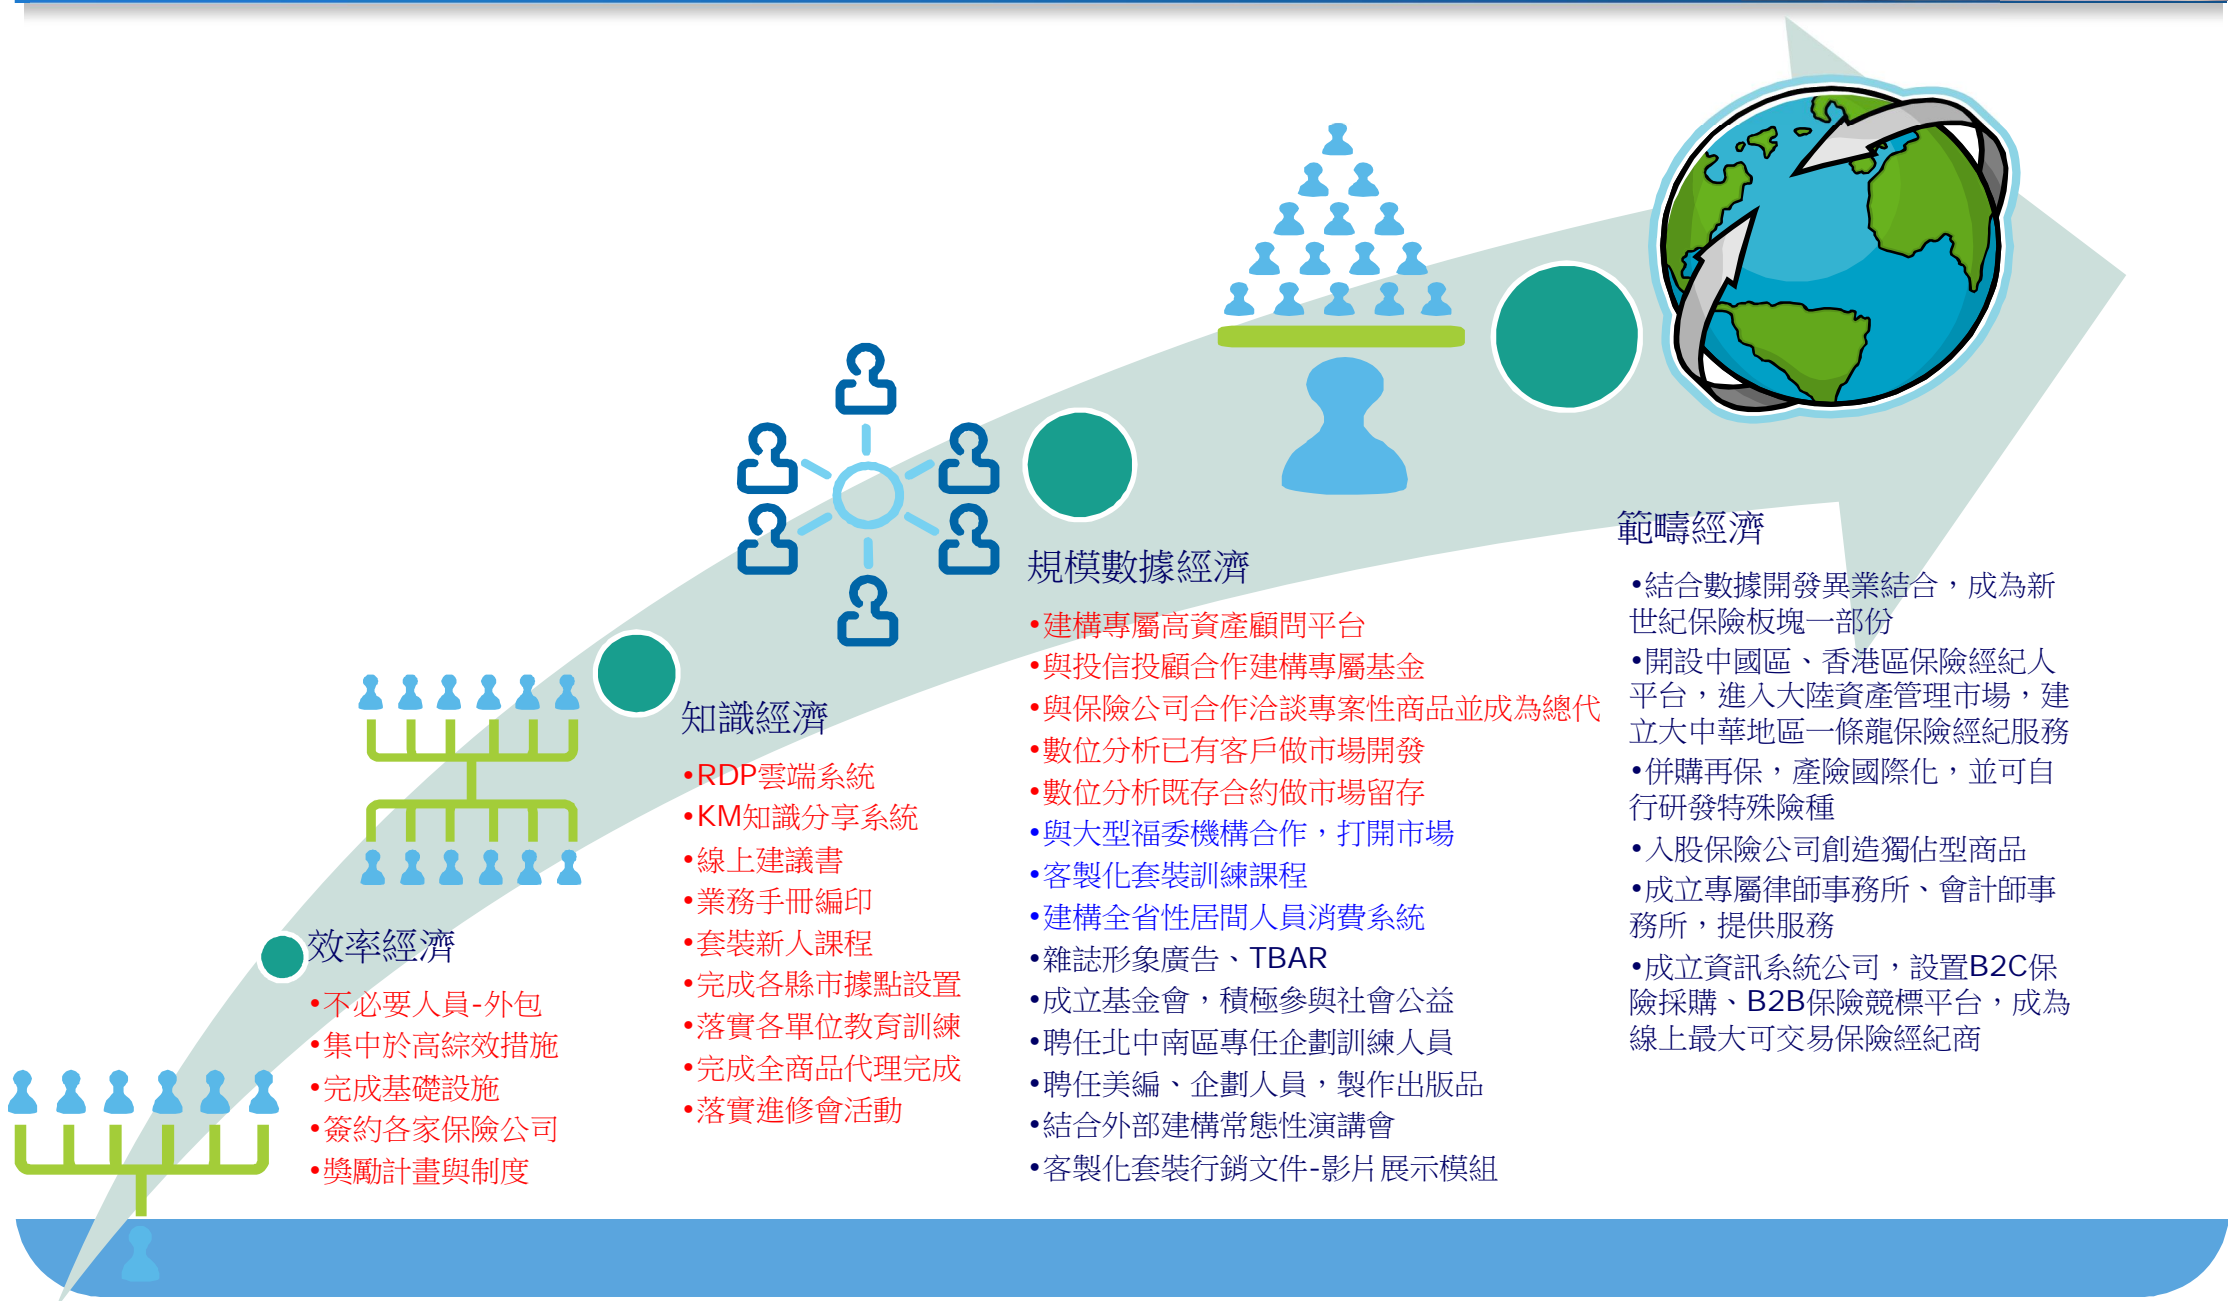 效率經濟
•不必要人員-外包
•集中於高綜效措施
•完成基礎設施
•簽約各家保險公司
•獎勵計畫與制度
知識經濟
•RDP雲端系統
•KM知識分享系統
•線上建議書
•業務手冊編印
•套裝新人課程
•完成各縣市據點設置
•落實各單位教育訓練
•完成全商品代理完成
•落實進修會活動
規模數據經濟
•建構專屬高資產顧問平台
•與投信投顧合作建構專屬基金
•與保險公司合作洽談專案性商品並成為總代
•數位分析已有客戶做市場開發
•數位分析既存合約做市場留存
•與大型福委機構合作，打開市場
•客製化套裝訓練課程
•建構全省性居間人員消費系統
•雜誌形象廣告、TBAR
•成立基金會，積極參與社會公益
•聘任北中南區專任企劃訓練人員
•聘任美編、企劃人員，製作出版品
•結合外部建構常態性演講會
•客製化套裝行銷文件-影片展示模組
範疇經濟
•結合數據開發異業結合，成為新
世紀保險板塊一部份
•開設中國區、香港區保險經紀人
平台，進入大陸資產管理市場，建
立大中華地區一條龍保險經紀服務
•併購再保，產險國際化，並可自
行研發特殊險種
•入股保險公司創造獨佔型商品
•成立專屬律師事務所、會計師事
務所，提供服務
•成立資訊系統公司，設置B2C保
險採購、B2B保險競標平台，成為
線上最大可交易保險經紀商